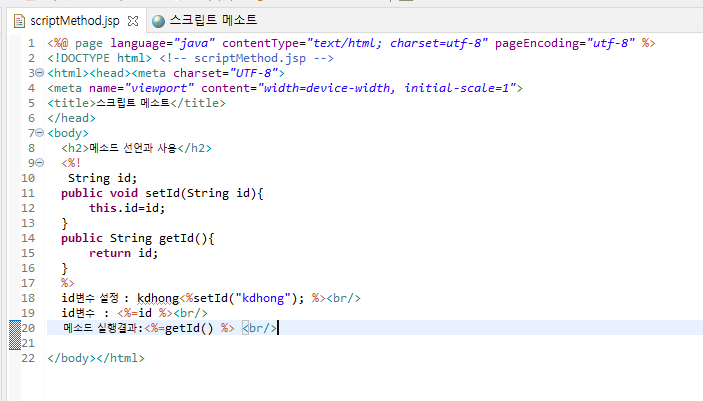 scriptMethod.jsp 스크립트 메소트
1 <%@ page language="java" contentType="text/html; charset=utf-8" pageEncoding="utf-8" %>
2 <!DOCTYPE html> <!-- scriptMethod.jsp -->
3 <html><head><meta charset="UTF-8">
4 <meta name="viewport" content="width=device-width, initial-scale=1">
5 <title>스크립트 메소트</title>
6 </head>
7 <body>
8 <h2>메소드 선언과 사용</h2>
9 <%!
10 String id;
11 public void setId(String id){
12 this.id=id;
13 }
14 public String getId(){
15 return id;
16 }
17 %>
18 id변수 설정 : kdhong<%setId("kdhong"); %><br/>
19 id변수 : <%=id %><br/>
20 메소드 실행결과:<%=getId() %> <br/>
21
22 </body></html>